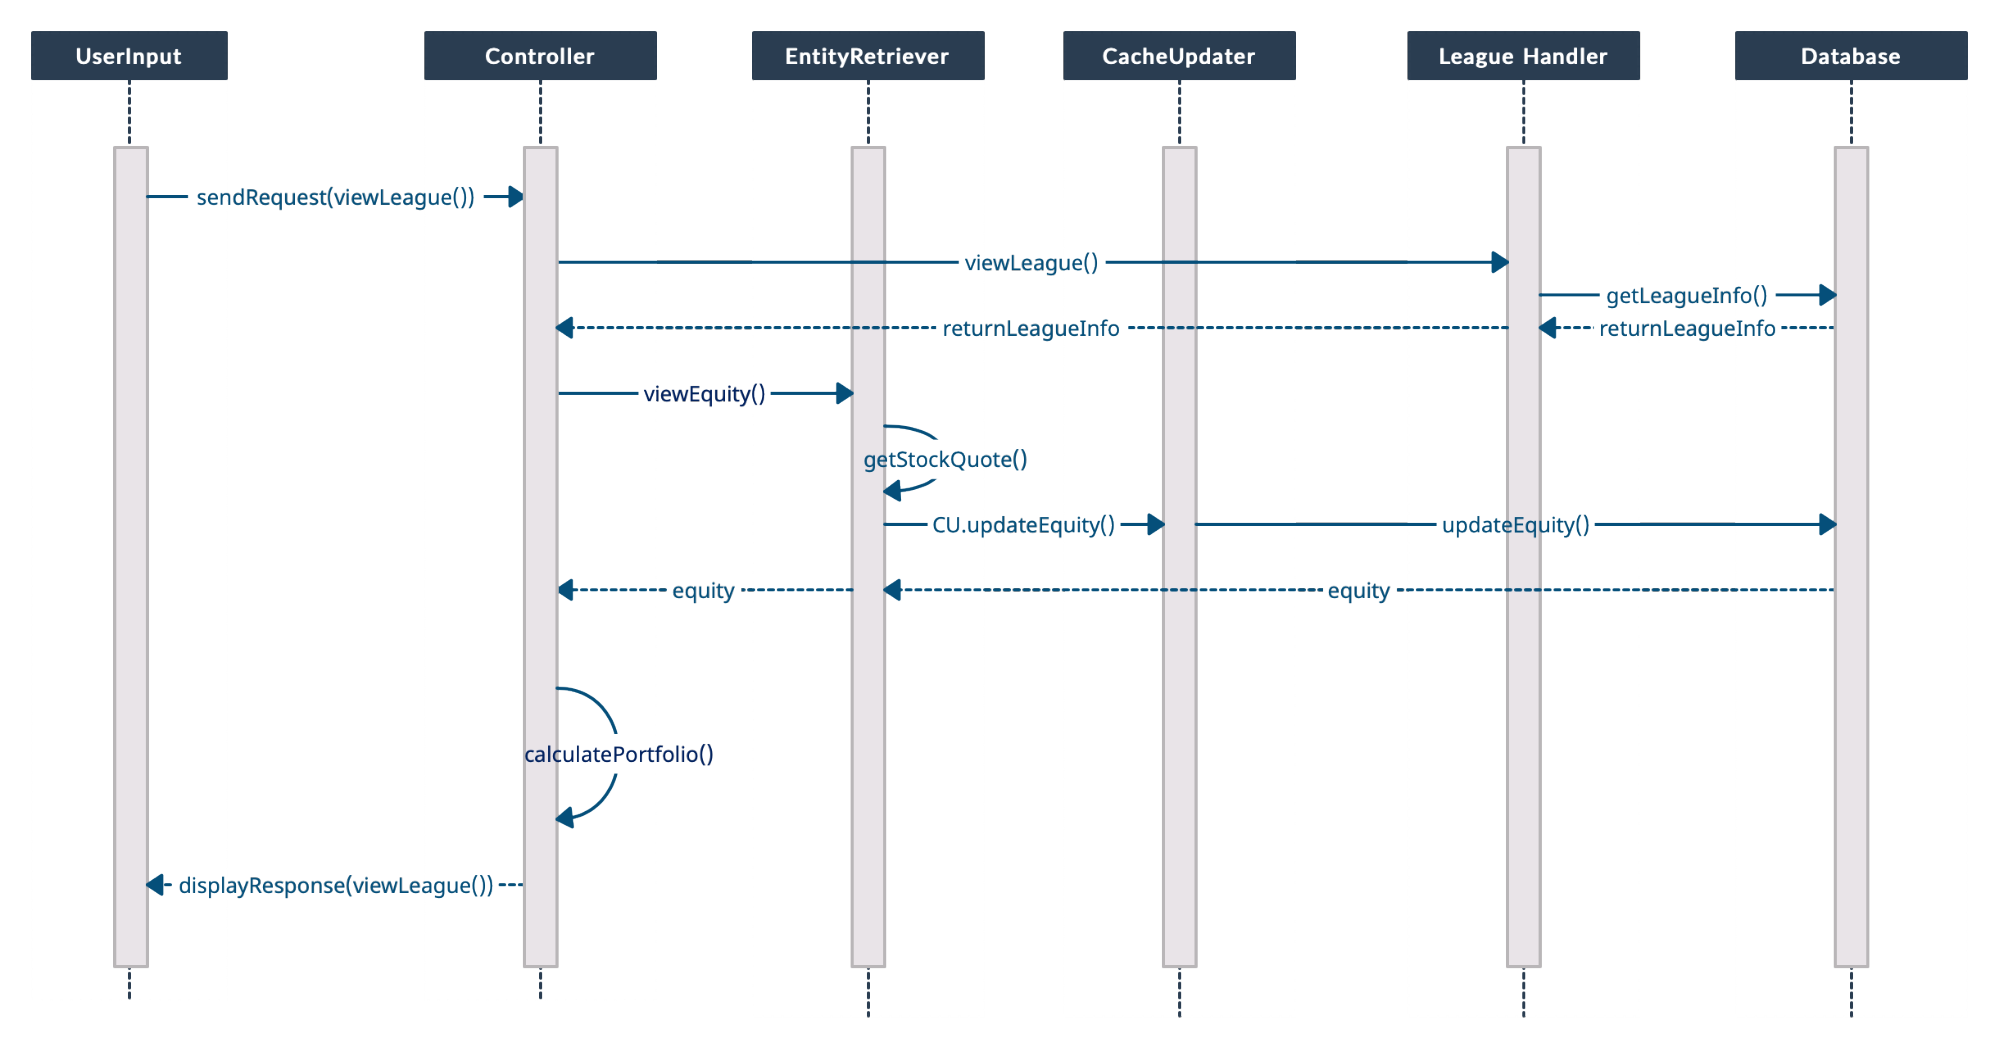 UserInput
Controller
EntityRetriever
CacheUpdater
League Handler
Database
sendRequest(viewLeague())
viewLeague()
getLeagueInfo()
returnLeagueInfo
returnLeagueInfo
viewEquity()
getStockQuote()
CU.updateEquity()
updateEquity()
equity
equity
calculatePortfolio()
displayResponse(viewLeague())